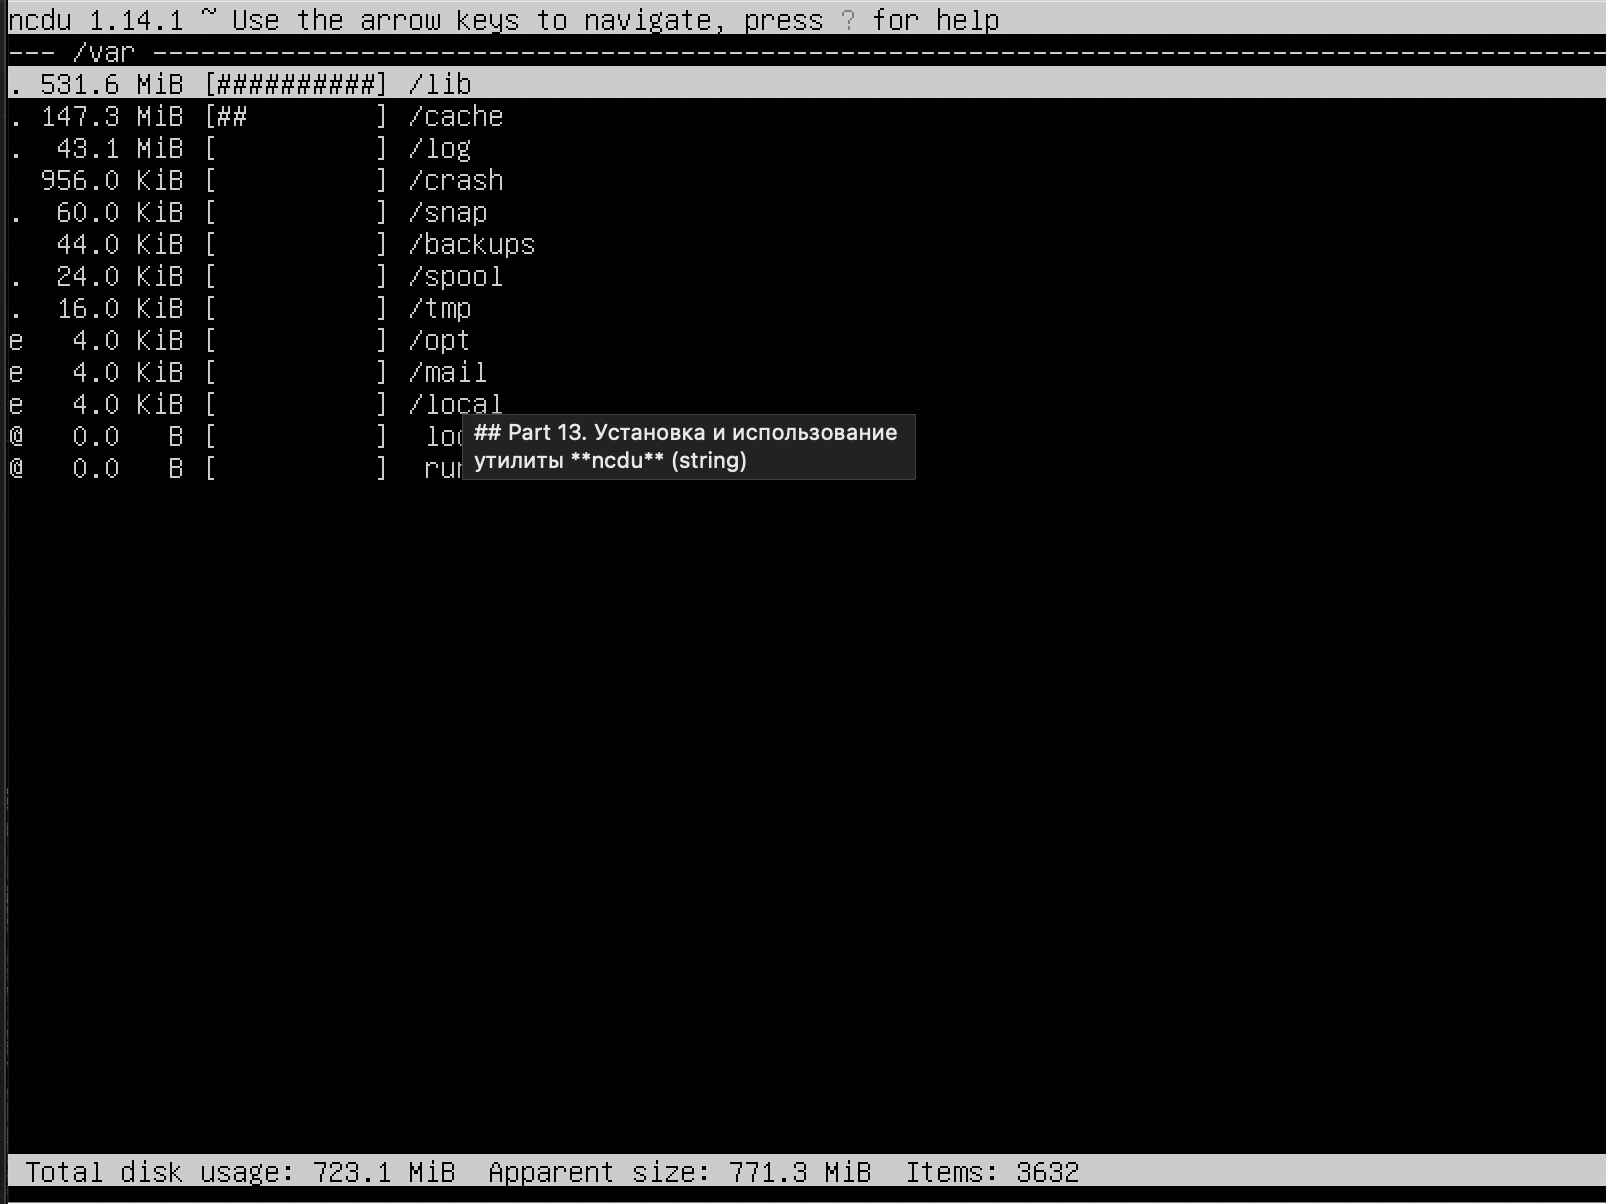 ncdu 1.14.1 ~ Use the arrow keys to navigate, press ? for help
--- /var -------------------------------------------------------------------------------------------
. 531.6 MiB [##########] /lib
. 147.3 MiB [##        ] /cache
.  43.1 MiB [          ] /log
  956.0 KiB [          ] /crash
.  60.0 KiB [          ] /snap
   44.0 KiB [          ] /backups
.  24.0 KiB [          ] /spool
.  16.0 KiB [          ] /tmp
e   4.0 KiB [          ] /opt
e   4.0 KiB [          ] /mail
e   4.0 KiB [          ] /local
@   0.0   B [          ]
@   0.0   B [          ]
## Part 13. Установка и использование
утилиты **ncdu** (string)
Total disk usage: 723.1 MiB  Apparent size: 771.3 MiB  Items: 3632